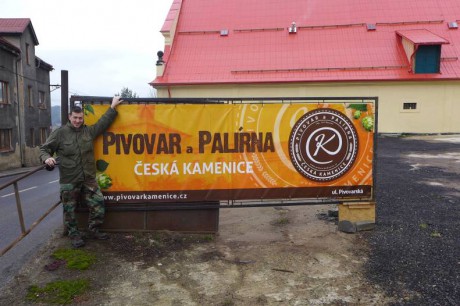 PIVOVAR a PALÍRNA
ČESKÁ KAMENICE
www.pivovarkamenice.cz
PIVOVAR A PALÍRNA
K
ČESKÁ KAMENICE
ul. Pivovarská